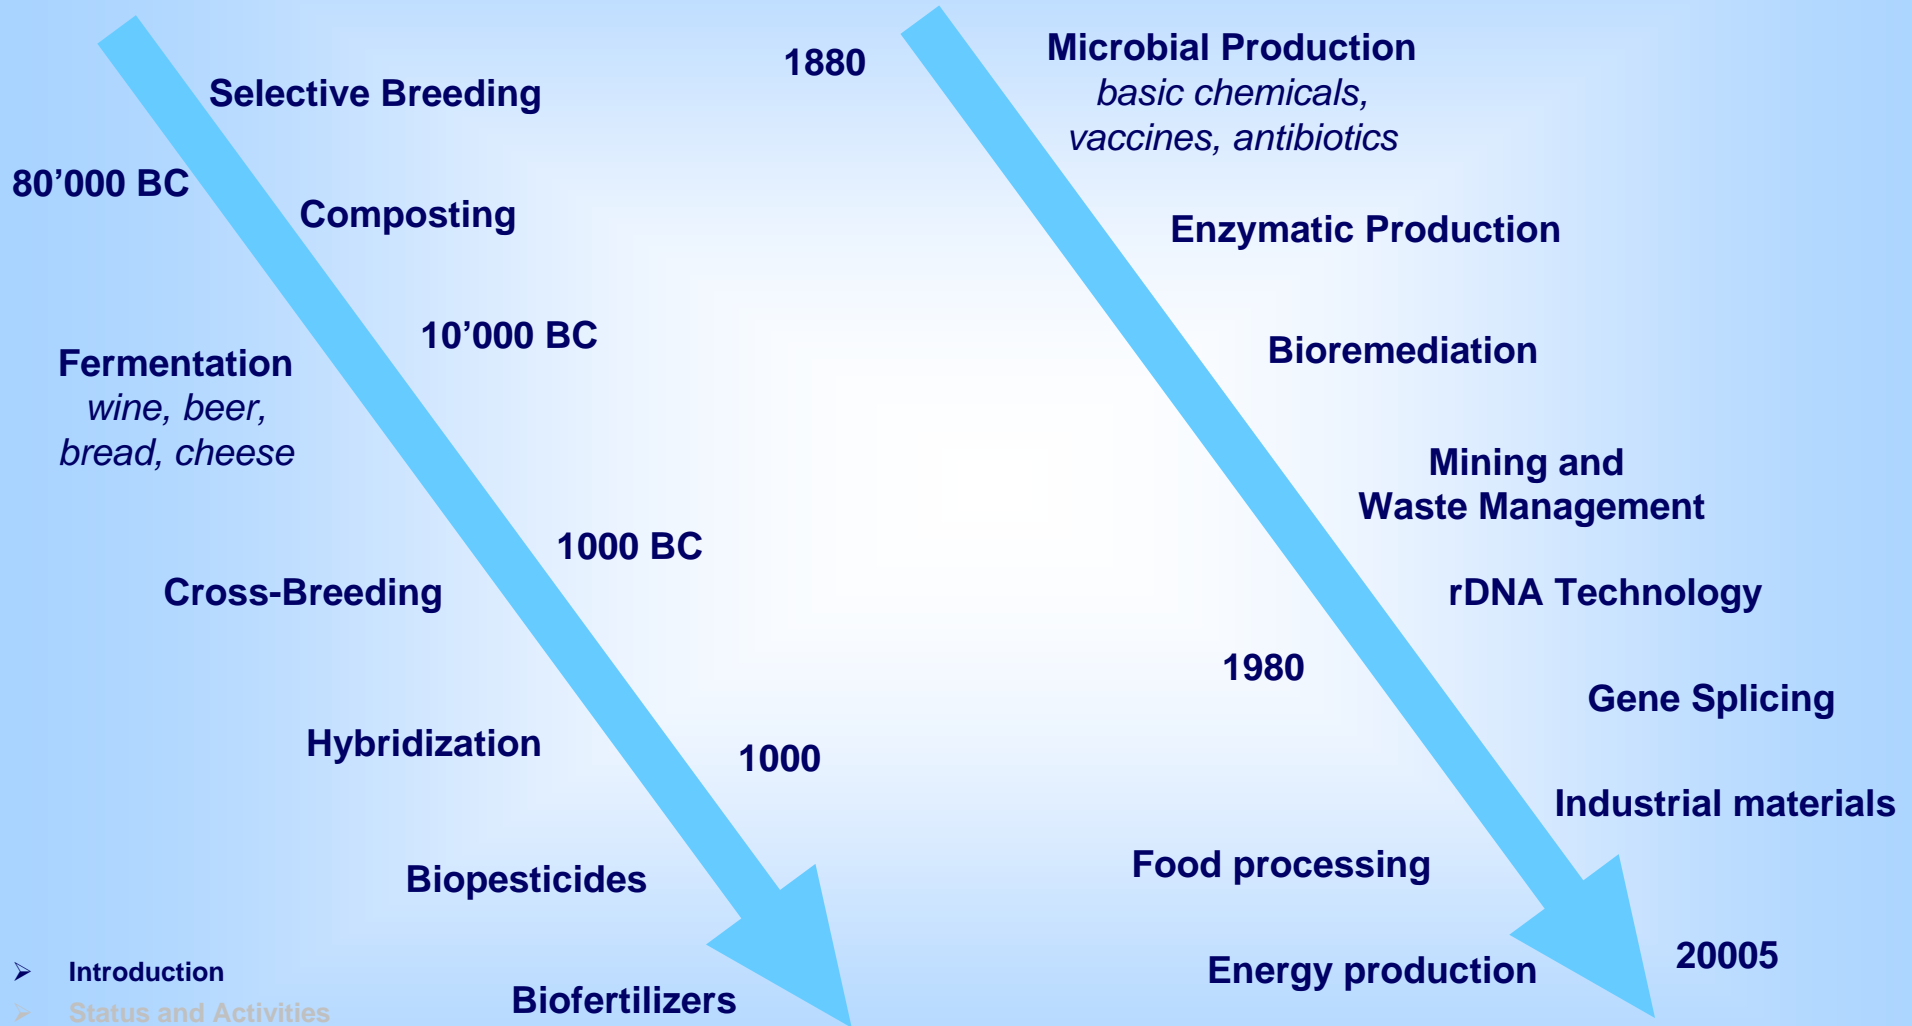 Selective Breeding
80’000 BC
Composting
10’000 BC
Fermentation
wine, beer,
bread, cheese
1000 BC
Cross-Breeding
Hybridization
1000
Biopesticides
Biofertilizers
1880
Microbial Production
basic chemicals,
vaccines, antibiotics
Enzymatic Production
Bioremediation
Mining and
Waste Management
rDNA Technology
1980
Gene Splicing
Industrial materials
Food processing
20005
Energy production
➢ Introduction
➢ Status and Activities